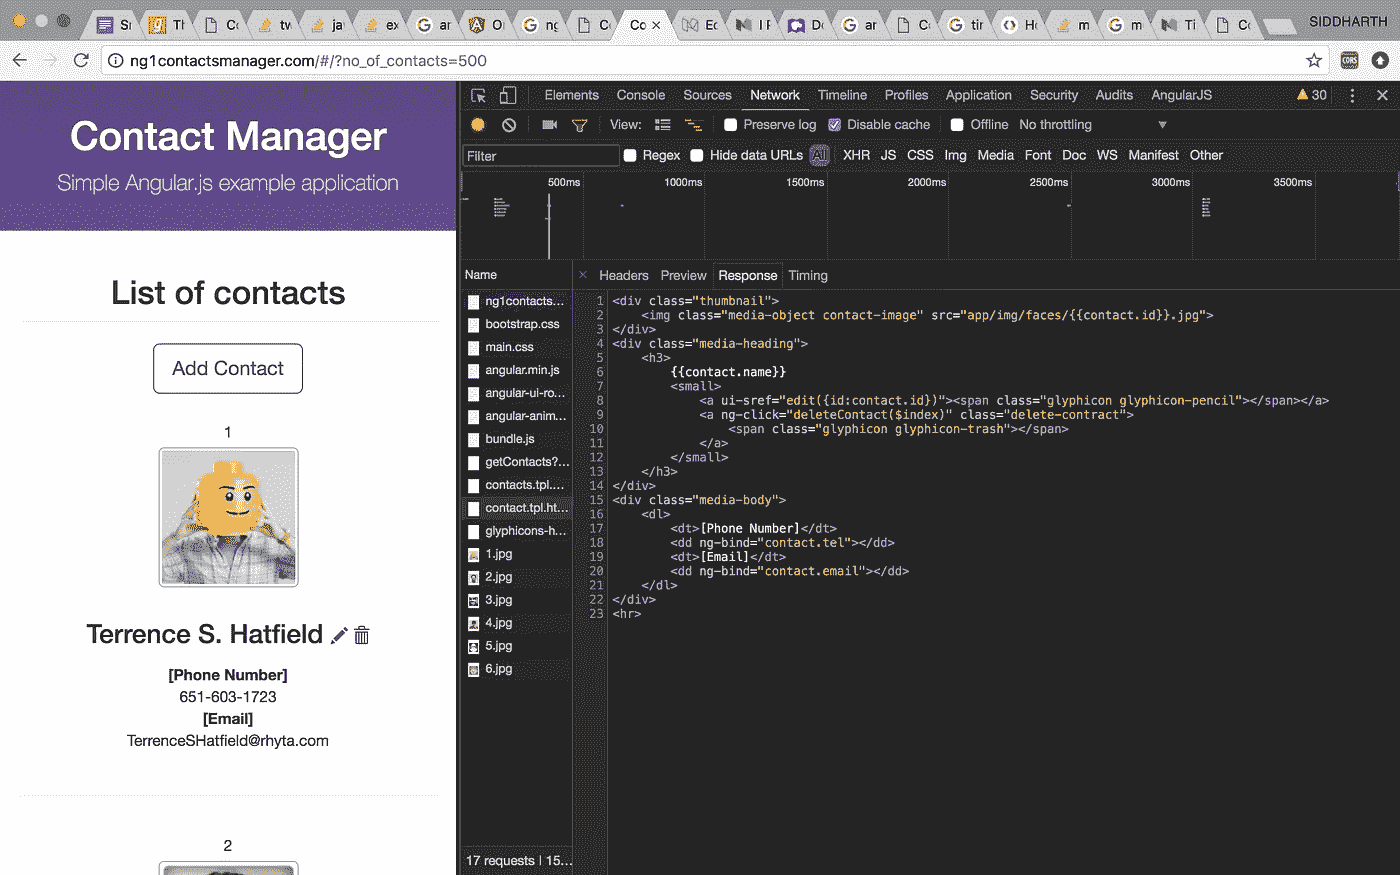 Sr Th Co tw ja ex ar O ng Co Co × Ec I F Do ar Co tir Ho m m Ti Co SIDDHARTH
ng1contactsmanager.com/#/?no_of_contacts=500
CORS
Contact Manager
Simple Angular.js example application
List of contacts
Add Contact
1
Terrence S. Hatfield
[Phone Number]
651-603-1723
[Email]
TerrenceSHatfield@rhyta.com
2
Elements Console Sources Network Timeline Profiles Application Security Audits AngularJS 30
View: Preserve log Disable cache Offline No throttling
Filter Regex Hide data URLs All XHR JS CSS Img Media Font Doc WS Manifest Other
500ms 1000ms 1500ms 2000ms 2500ms 3000ms 3500ms
Name
ng1contacts...
bootstrap.css
main.css
angular.min.js
angular-ui-ro...
angular-anim...
bundle.js
getContacts?...
contacts.tpl....
contact.tpl.ht...
glyphicons-h...
1.jpg
2.jpg
3.jpg
4.jpg
5.jpg
6.jpg
17 requests | 15...
× Headers Preview Response Timing
1 <div class="thumbnail">
2 <img class="media-object contact-image" src="app/img/faces/{{contact.id}}.jpg">
3 </div>
4 <div class="media-heading">
5 <h3>
6 {{contact.name}}
7 <small>
8 <a ui-sref="edit({id:contact.id})"><span class="glyphicon glyphicon-pencil"></span></a>
9 <a ng-click="deleteContact($index)" class="delete-contract">
10 <span class="glyphicon glyphicon-trash"></span>
11 </a>
12 </small>
13 </h3>
14 </div>
15 <div class="media-body">
16 <dl>
17 <dt>[Phone Number]</dt>
18 <dd ng-bind="contact.tel"></dd>
19 <dt>[Email]</dt>
20 <dd ng-bind="contact.email"></dd>
21 </dl>
22 </div>
23 <hr>